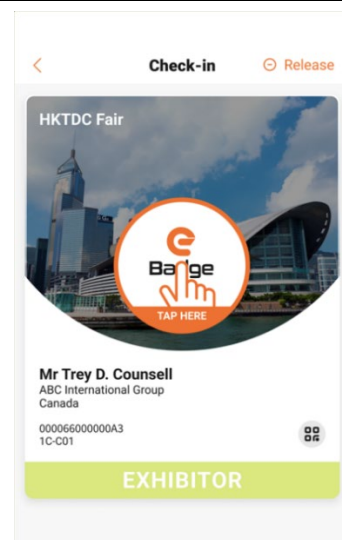 Check-in
Release
HKTDC Fair
e
Badge
TAP HERE
Mr Trey D. Counsell
ABC International Group
Canada
000066000000A3
1C-C01
EXHIBITOR